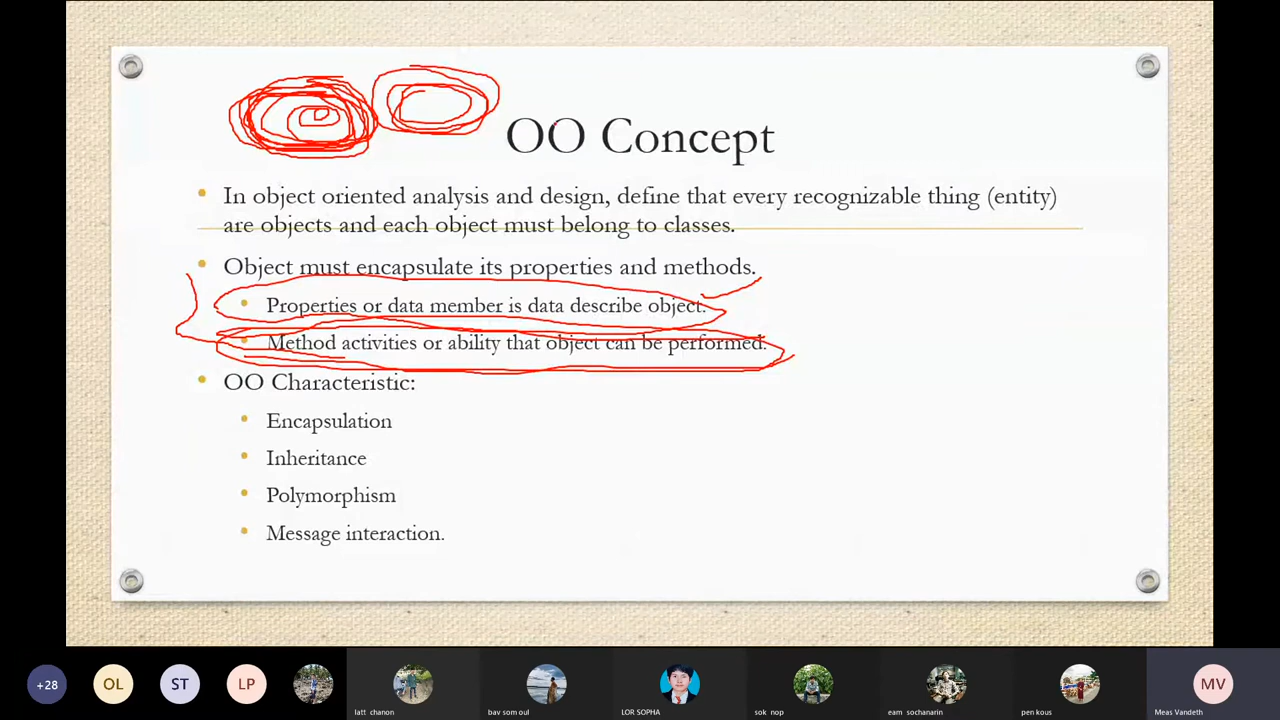 OO Concept
In object oriented analysis and design, define that every recognizable thing (entity)
are objects and each object must belong to classes.
Object must encapsulate its properties and methods.
Properties or data member is data describe object.
Method activities or ability that object can be performed.
OO Characteristic:
Encapsulation
Inheritance
Polymorphism
Message interaction.
+28
OL
ST
LP
MV
latt chanon
bav som oul
LOR SOPHA
sok nop
eam sochanarin
pen kous
Meas Vandeth